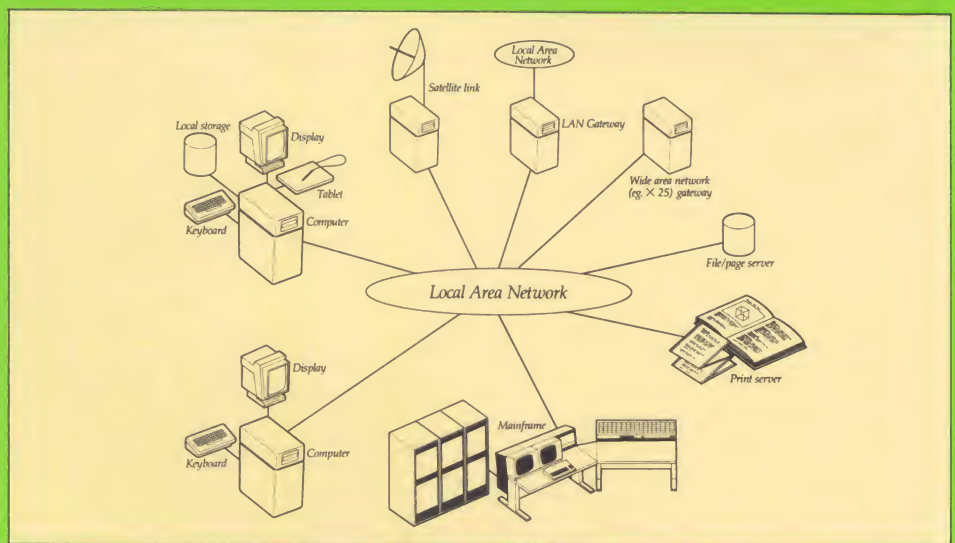 Local Area
Network
Satellite link
LAN Gateway
Local storage
Display
Tablet
Keyboard
Computer
Wide area network
(eg. × 25) gateway
File/page server
Local Area Network
Print server
Display
Keyboard
Computer
Mainframe